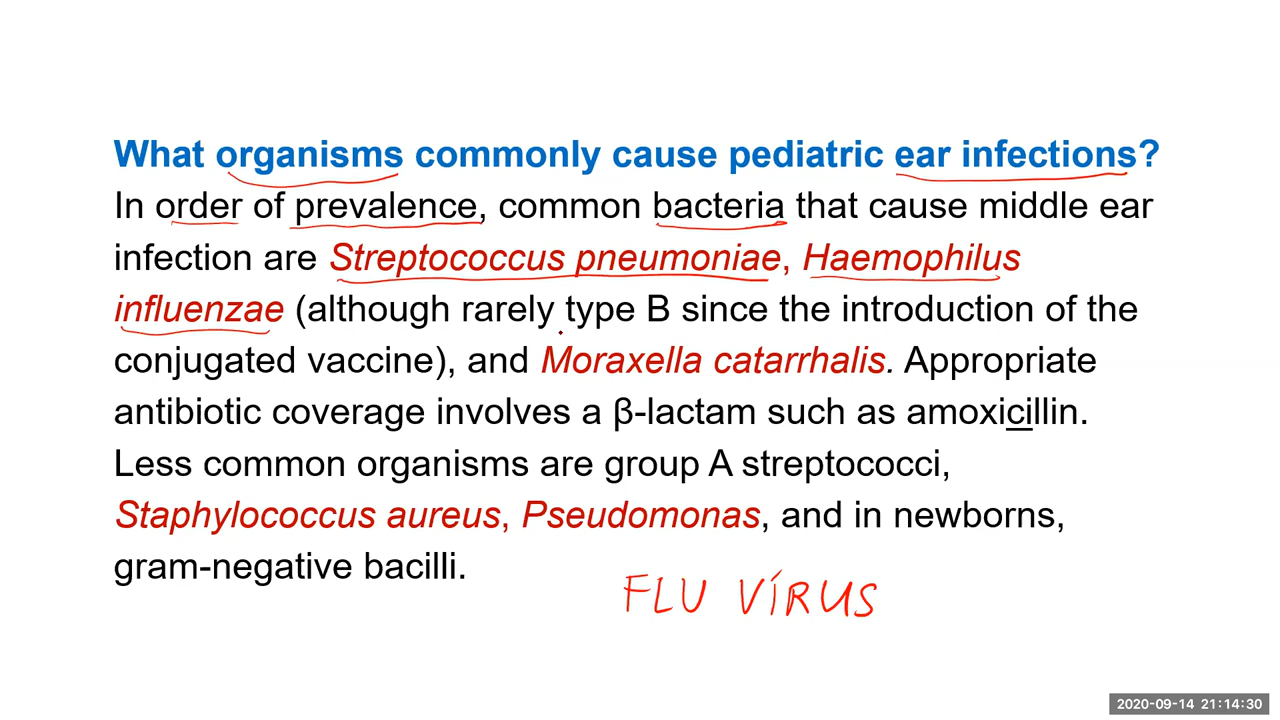 What organisms commonly cause pediatric ear infections?
In order of prevalence, common bacteria that cause middle ear
infection are Streptococcus pneumoniae, Haemophilus
influenzae (although rarely type B since the introduction of the
conjugated vaccine), and Moraxella catarrhalis. Appropriate
antibiotic coverage involves a β-lactam such as amoxicillin.
Less common organisms are group A streptococci,
Staphylococcus aureus, Pseudomonas, and in newborns,
gram-negative bacilli.
FLU VİRUS
2020-09-14 21:14:30